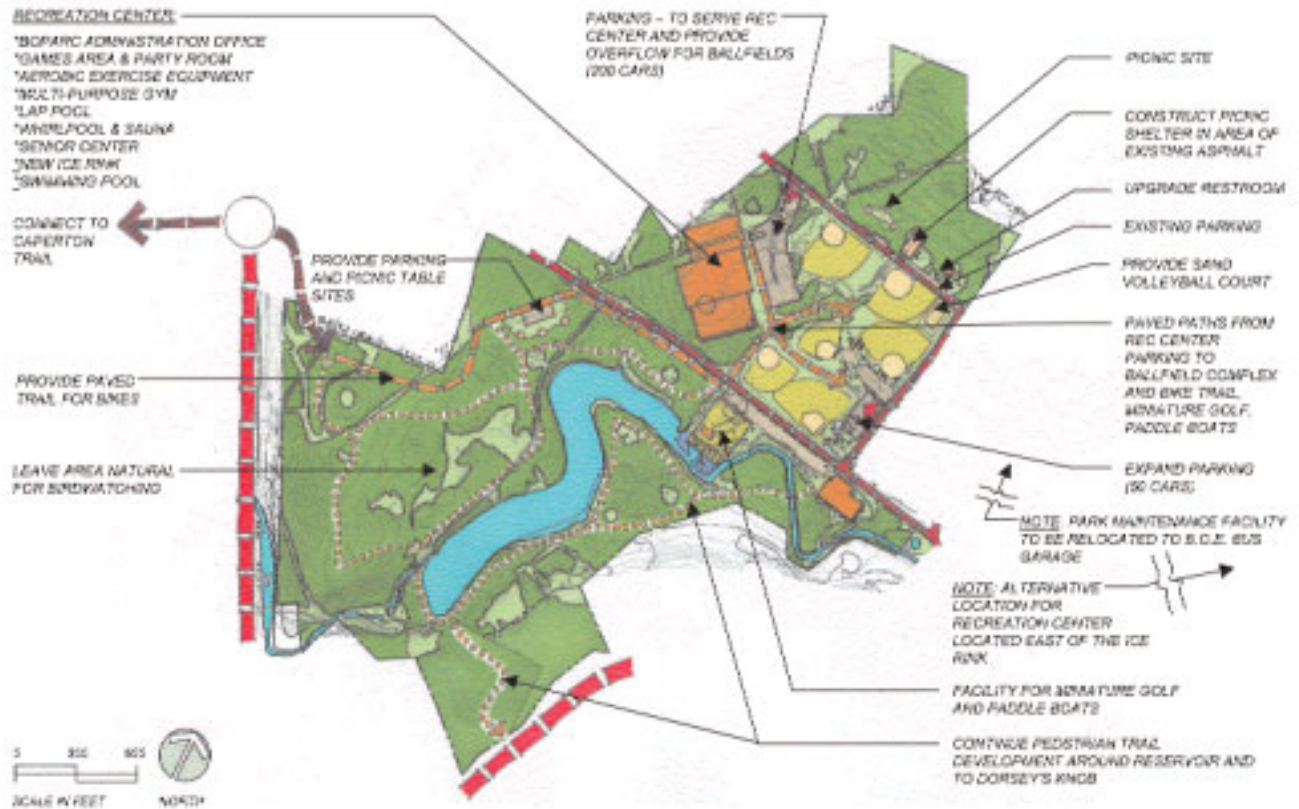 RECREATION CENTER:
*BOPARC ADMINISTRATION OFFICE
*GAMES AREA & PARTY ROOM
*AEROBIC EXERCISE EQUIPMENT
*MULTI-PURPOSE GYM
*LAP POOL
*WHIRLPOOL & SAUNA
*SENIOR CENTER
*NEW ICE RINK
*SWIMMING POOL
CONNECT TO
CAPERTON
TRAIL
PROVIDE PARKING
AND PICNIC TABLE
SITES
PROVIDE PAVED
TRAIL FOR BIKES
LEAVE AREA NATURAL
FOR BIRDWATCHING
PARKING – TO SERVE REC
CENTER AND PROVIDE
OVERFLOW FOR BALLFIELDS
(200 CARS)
PICNIC SITE
CONSTRUCT PICNIC
SHELTER IN AREA OF
EXISTING ASPHALT
UPGRADE RESTROOM
EXISTING PARKING
PROVIDE SAND
VOLLEYBALL COURT
PAVED PATHS FROM
REC CENTER
PARKING TO
BALLFIELD COMPLEX
AND BIKE TRAIL,
MINIATURE GOLF,
PADDLE BOATS
EXPAND PARKING
(50 CARS)
NOTE: PARK MAINTENANCE FACILITY
TO BE RELOCATED TO B.O.E. BUS
GARAGE
NOTE: ALTERNATIVE
LOCATION FOR
RECREATION CENTER
LOCATED EAST OF THE ICE
RINK
FACILITY FOR MINIATURE GOLF
AND PADDLE BOATS
CONTINUE PEDSTRIAN TRAIL
DEVELOPMENT AROUND RESERVOIR AND
TO DORSEY'S KNOB
SCALE IN FEET
NORTH